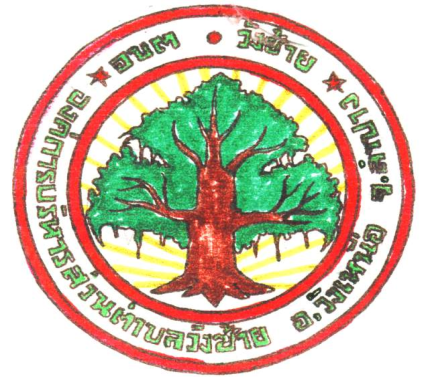 อบต • วังซ้าย
★ องค์การบริหารส่วนตำบลวังซ้าย อ.วังเหนือ จ.ลำปาง ★